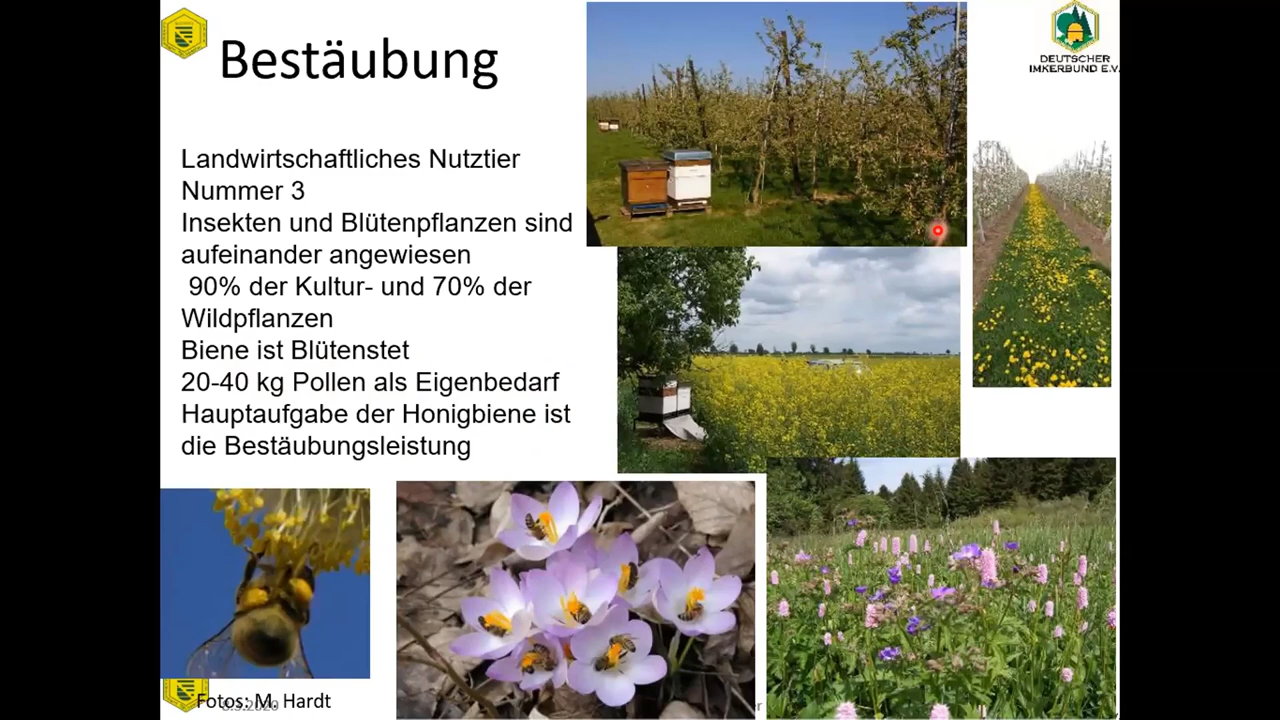 Bestäubung
DEUTSCHER
IMKERBUND E.V.
Landwirtschaftliches Nutztier
Nummer 3
Insekten und Blütenpflanzen sind
aufeinander angewiesen
90% der Kultur- und 70% der
Wildpflanzen
Biene ist Blütenstet
20-40 kg Pollen als Eigenbedarf
Hauptaufgabe der Honigbiene ist
die Bestäubungsleistung
Fotos: M. Hardt